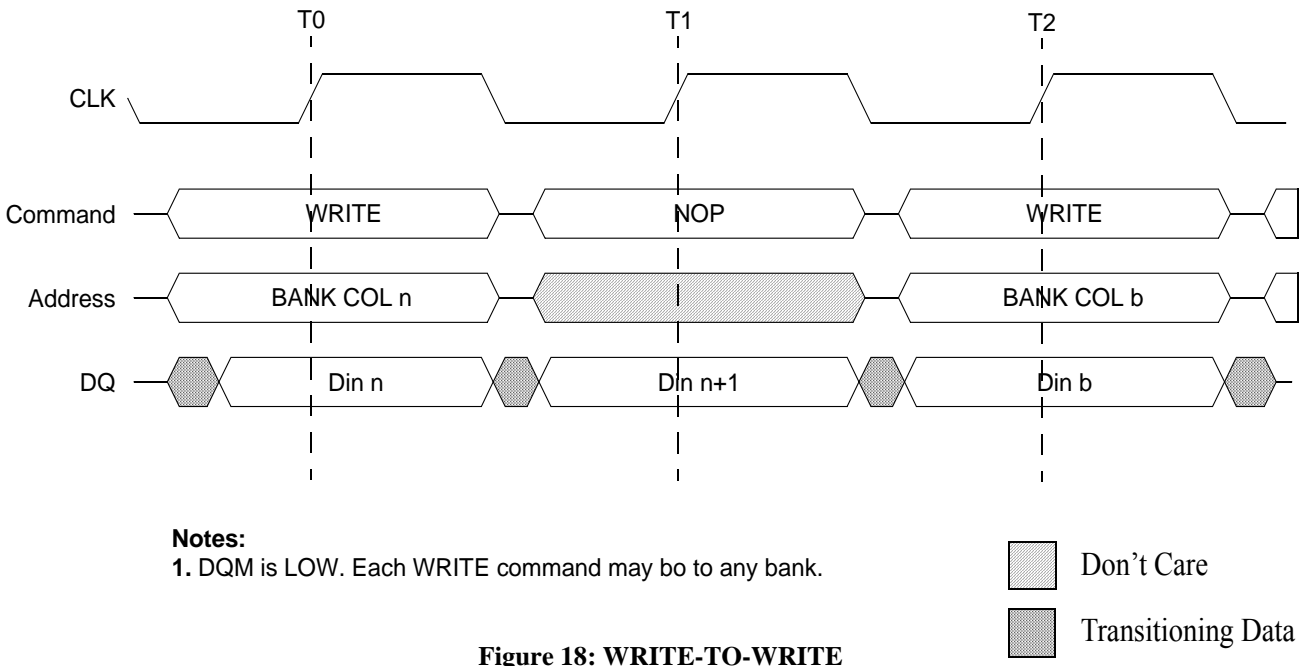 T0 T1 T2
CLK
Command WRITE NOP WRITE
Address BANK COL n BANK COL b
DQ Din n Din n+1 Din b
Notes:
1. DQM is LOW. Each WRITE command may bo to any bank.
Don't Care
Transitioning Data
Figure 18: WRITE-TO-WRITE